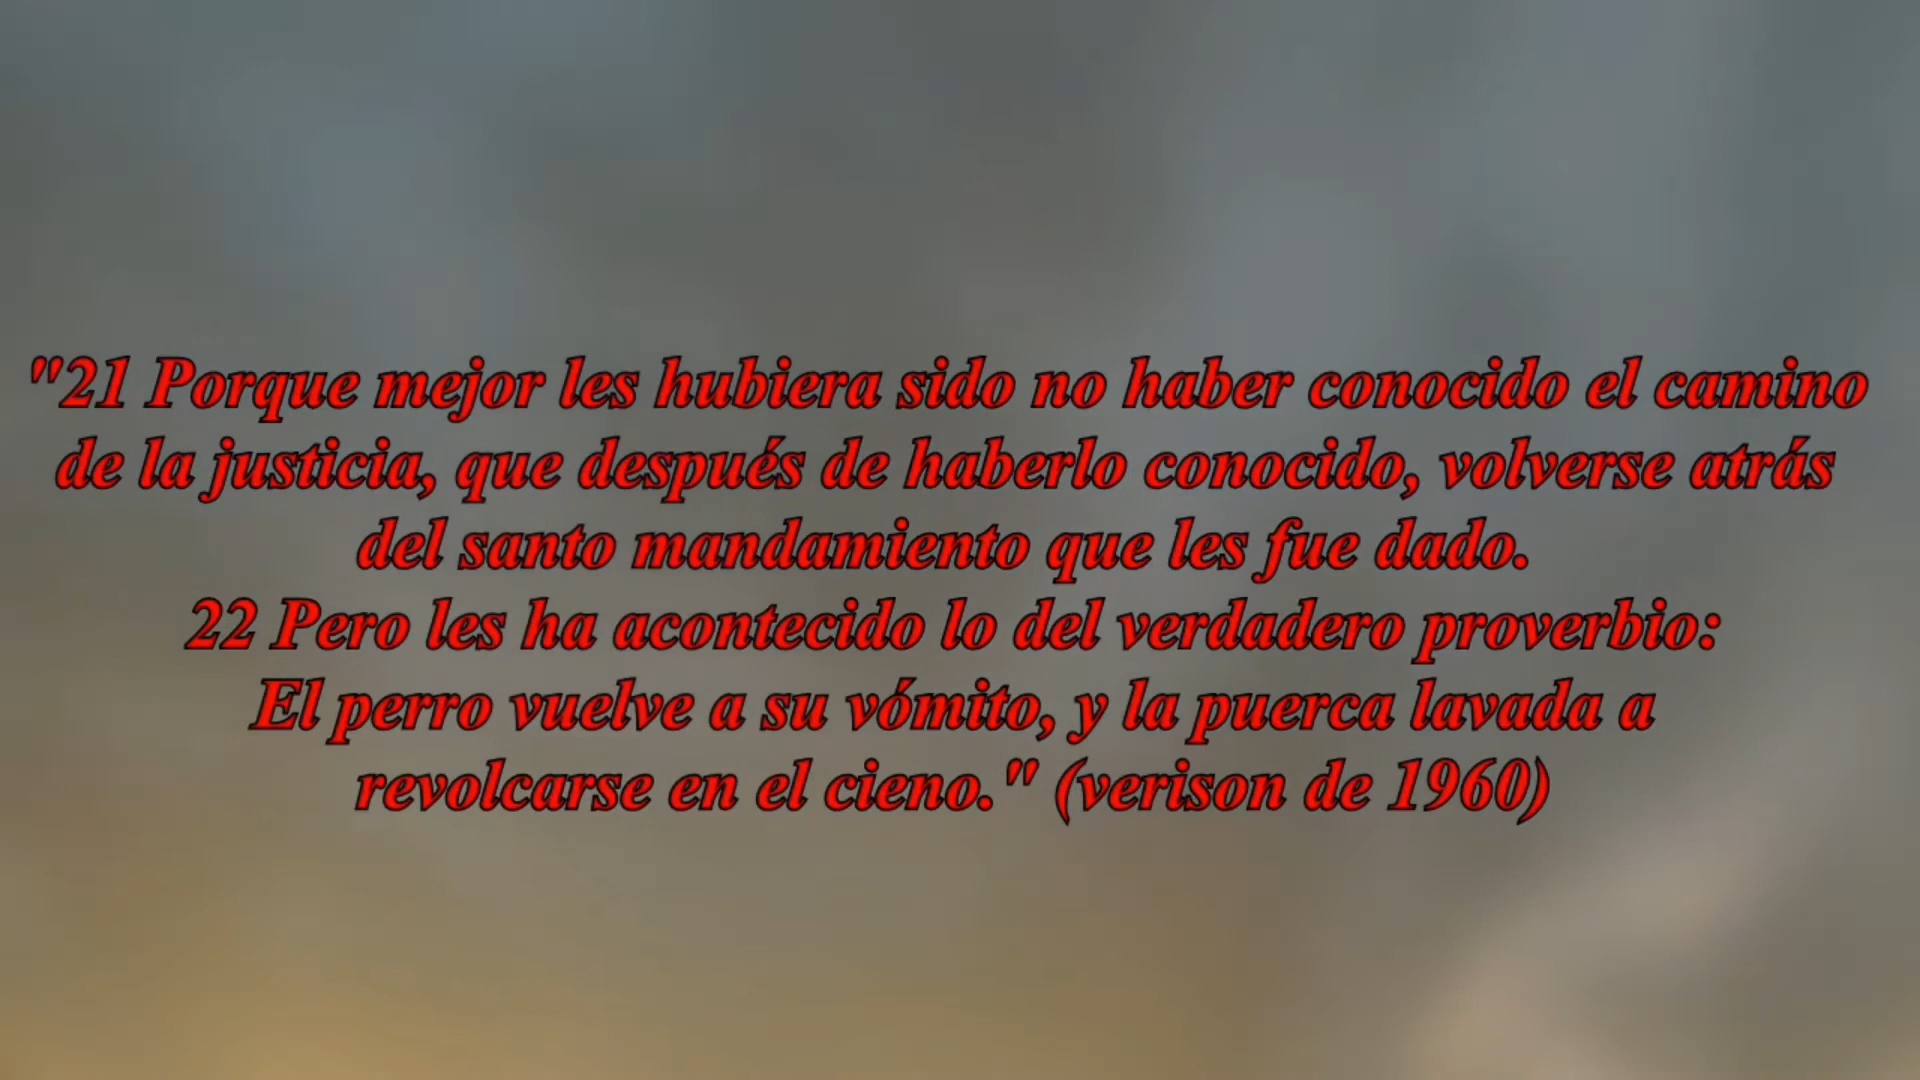 "21 Porque mejor les hubiera sido no haber conocido el camino
de la justicia, que después de haberlo conocido, volverse atrás
del santo mandamiento que les fue dado.
22 Pero les ha acontecido lo del verdadero proverbio:
El perro vuelve a su vómito, y la puerca lavada a
revolcarse en el cieno." (verison de 1960)